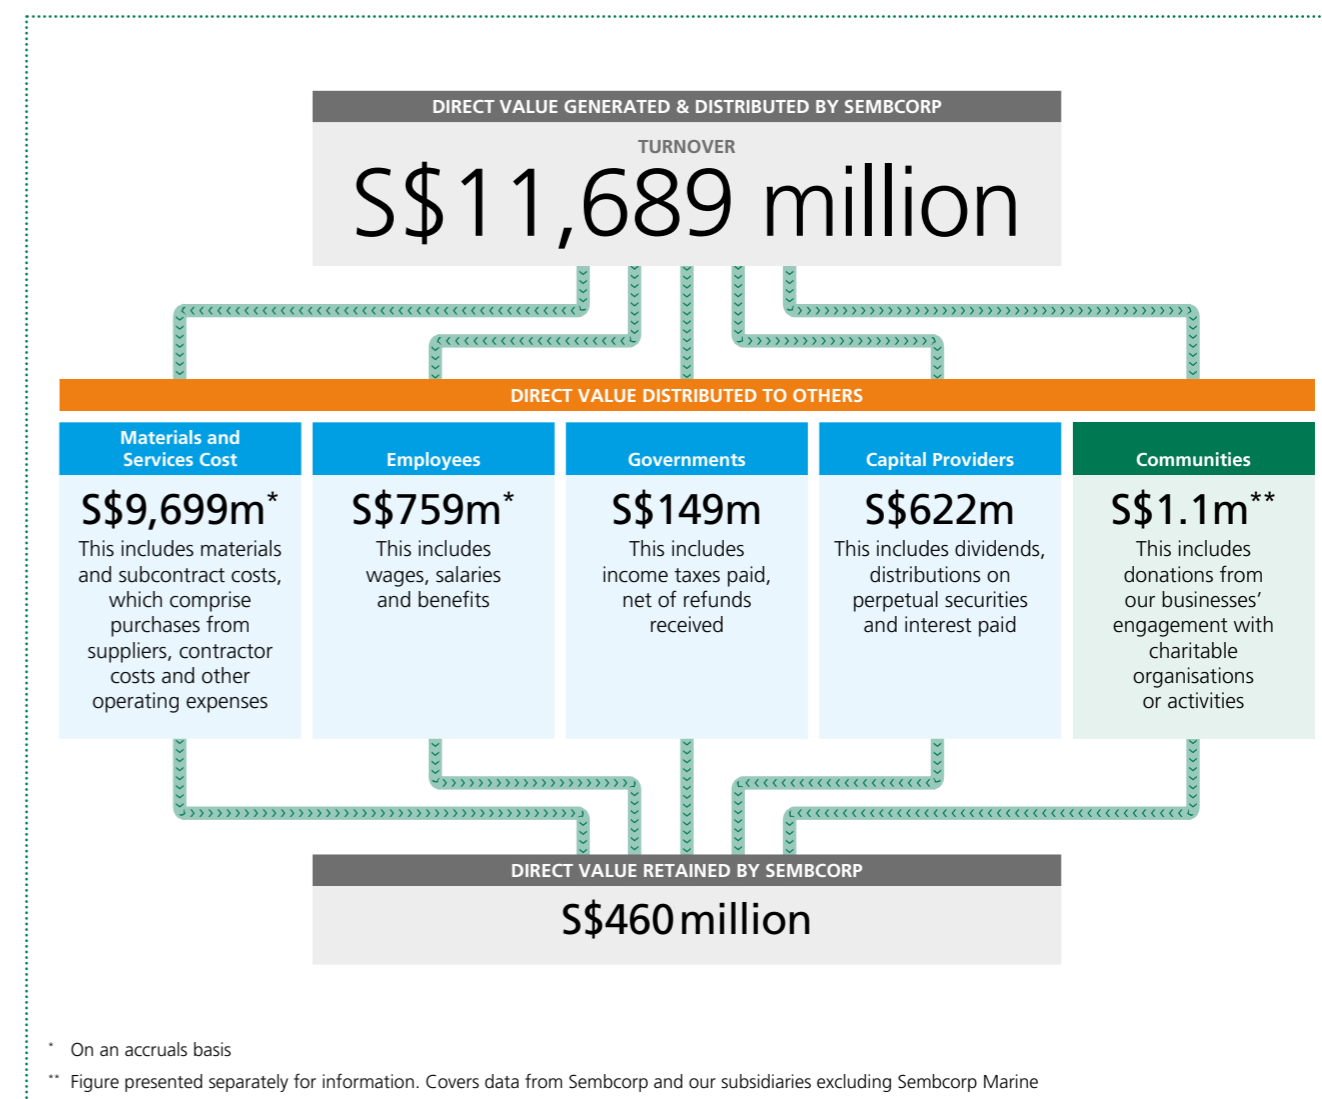 DIRECT VALUE GENERATED & DISTRIBUTED BY SEMBCORP
TURNOVER
S$11,689 million
DIRECT VALUE DISTRIBUTED TO OTHERS
Materials and
Services Cost
S$9,699m*
This includes materials
and subcontract costs,
which comprise
purchases from
suppliers, contractor
costs and other
operating expenses
Employees
S$759m*
This includes
wages, salaries
and benefits
Governments
S$149m
This includes
income taxes paid,
net of refunds
received
Capital Providers
S$622m
This includes dividends,
distributions on
perpetual securities
and interest paid
Communities
S$1.1m**
This includes
donations from
our businesses’
engagement with
charitable
organisations
or activities
DIRECT VALUE RETAINED BY SEMBCORP
S$460 million
* On an accruals basis
** Figure presented separately for information. Covers data from Sembcorp and our subsidiaries excluding Sembcorp Marine